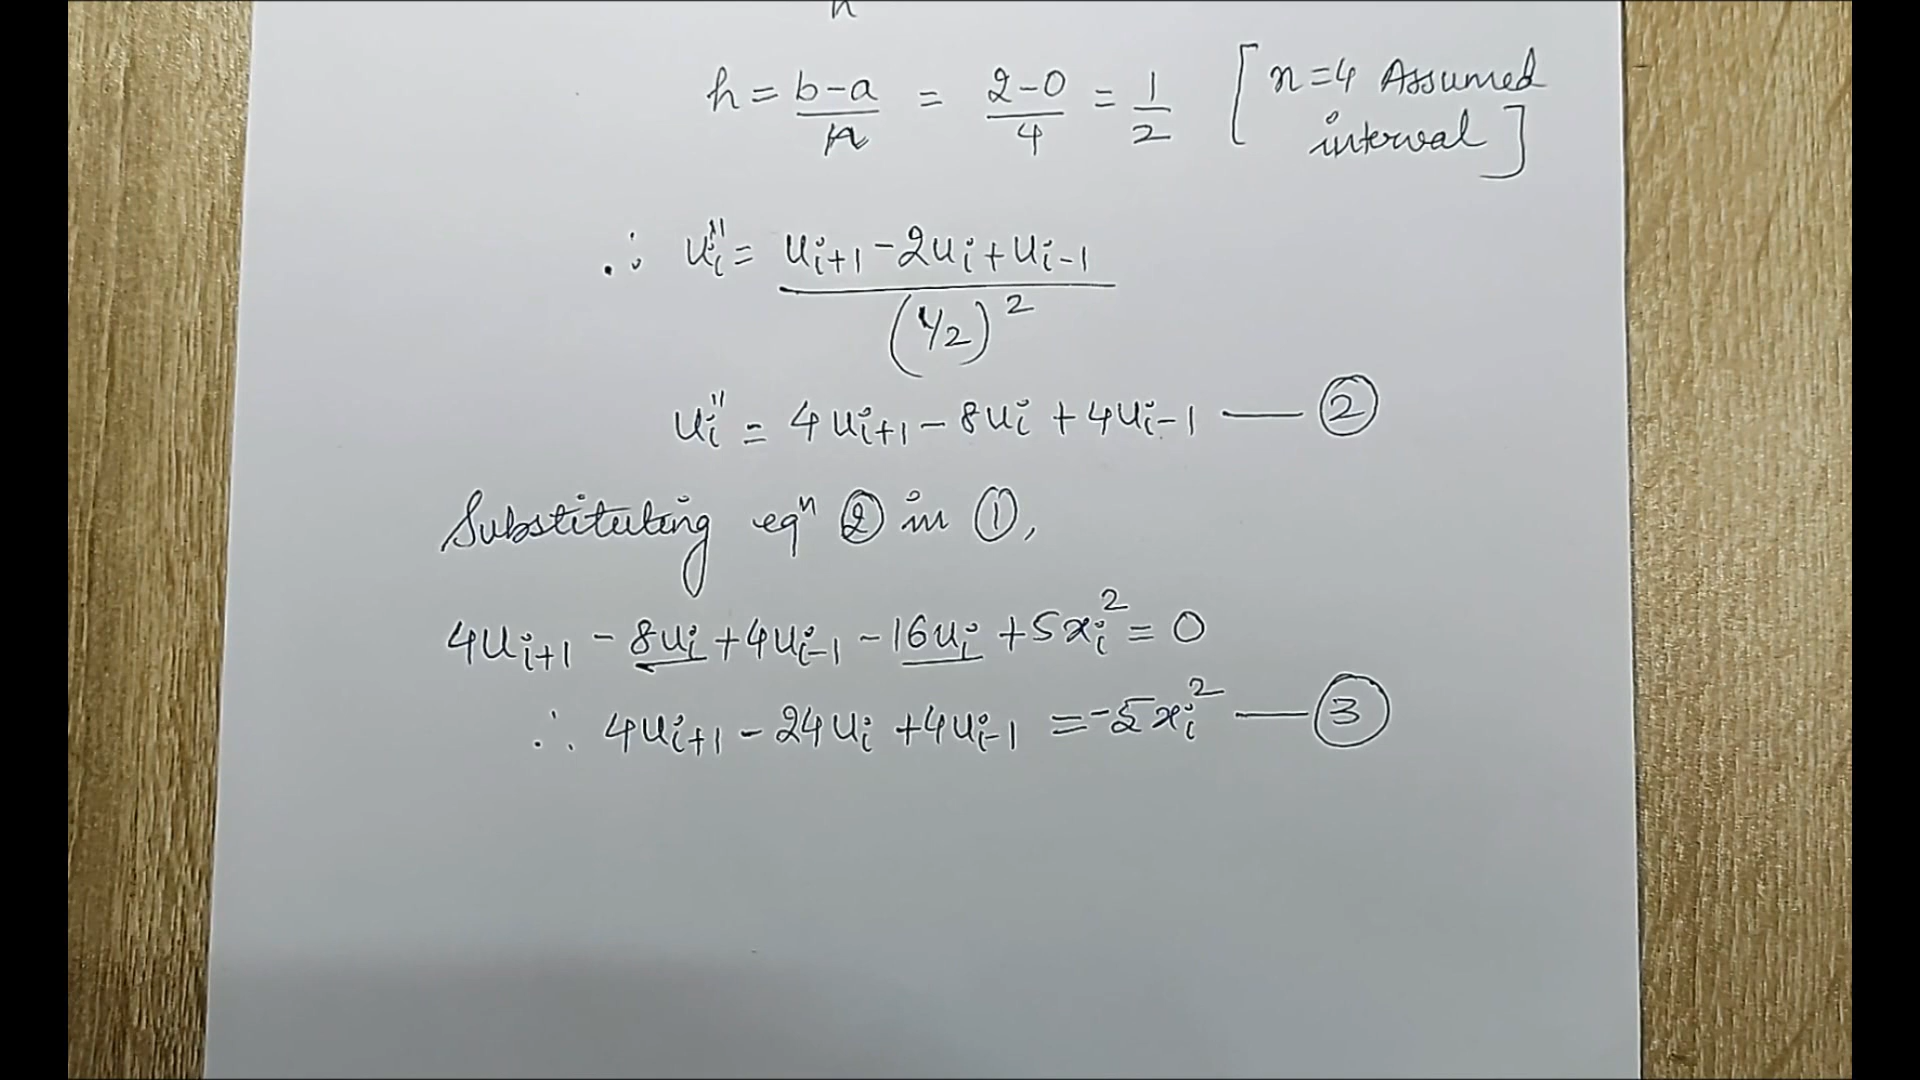 h
h = b-a/n = 2-0/4 = 1/2 [n=4 Assumed
interval]
∴ uᵢ'' = uᵢ₊₁ - 2uᵢ + uᵢ₋₁
(1/2)²
uᵢ'' = 4uᵢ₊₁ - 8uᵢ + 4uᵢ₋₁ — ②
Substituting eqⁿ ② in ①,
4uᵢ₊₁ - 8uᵢ + 4uᵢ₋₁ - 16uᵢ + 5xᵢ² = 0
∴ 4uᵢ₊₁ - 24uᵢ + 4uᵢ₋₁ = -5xᵢ² — ③